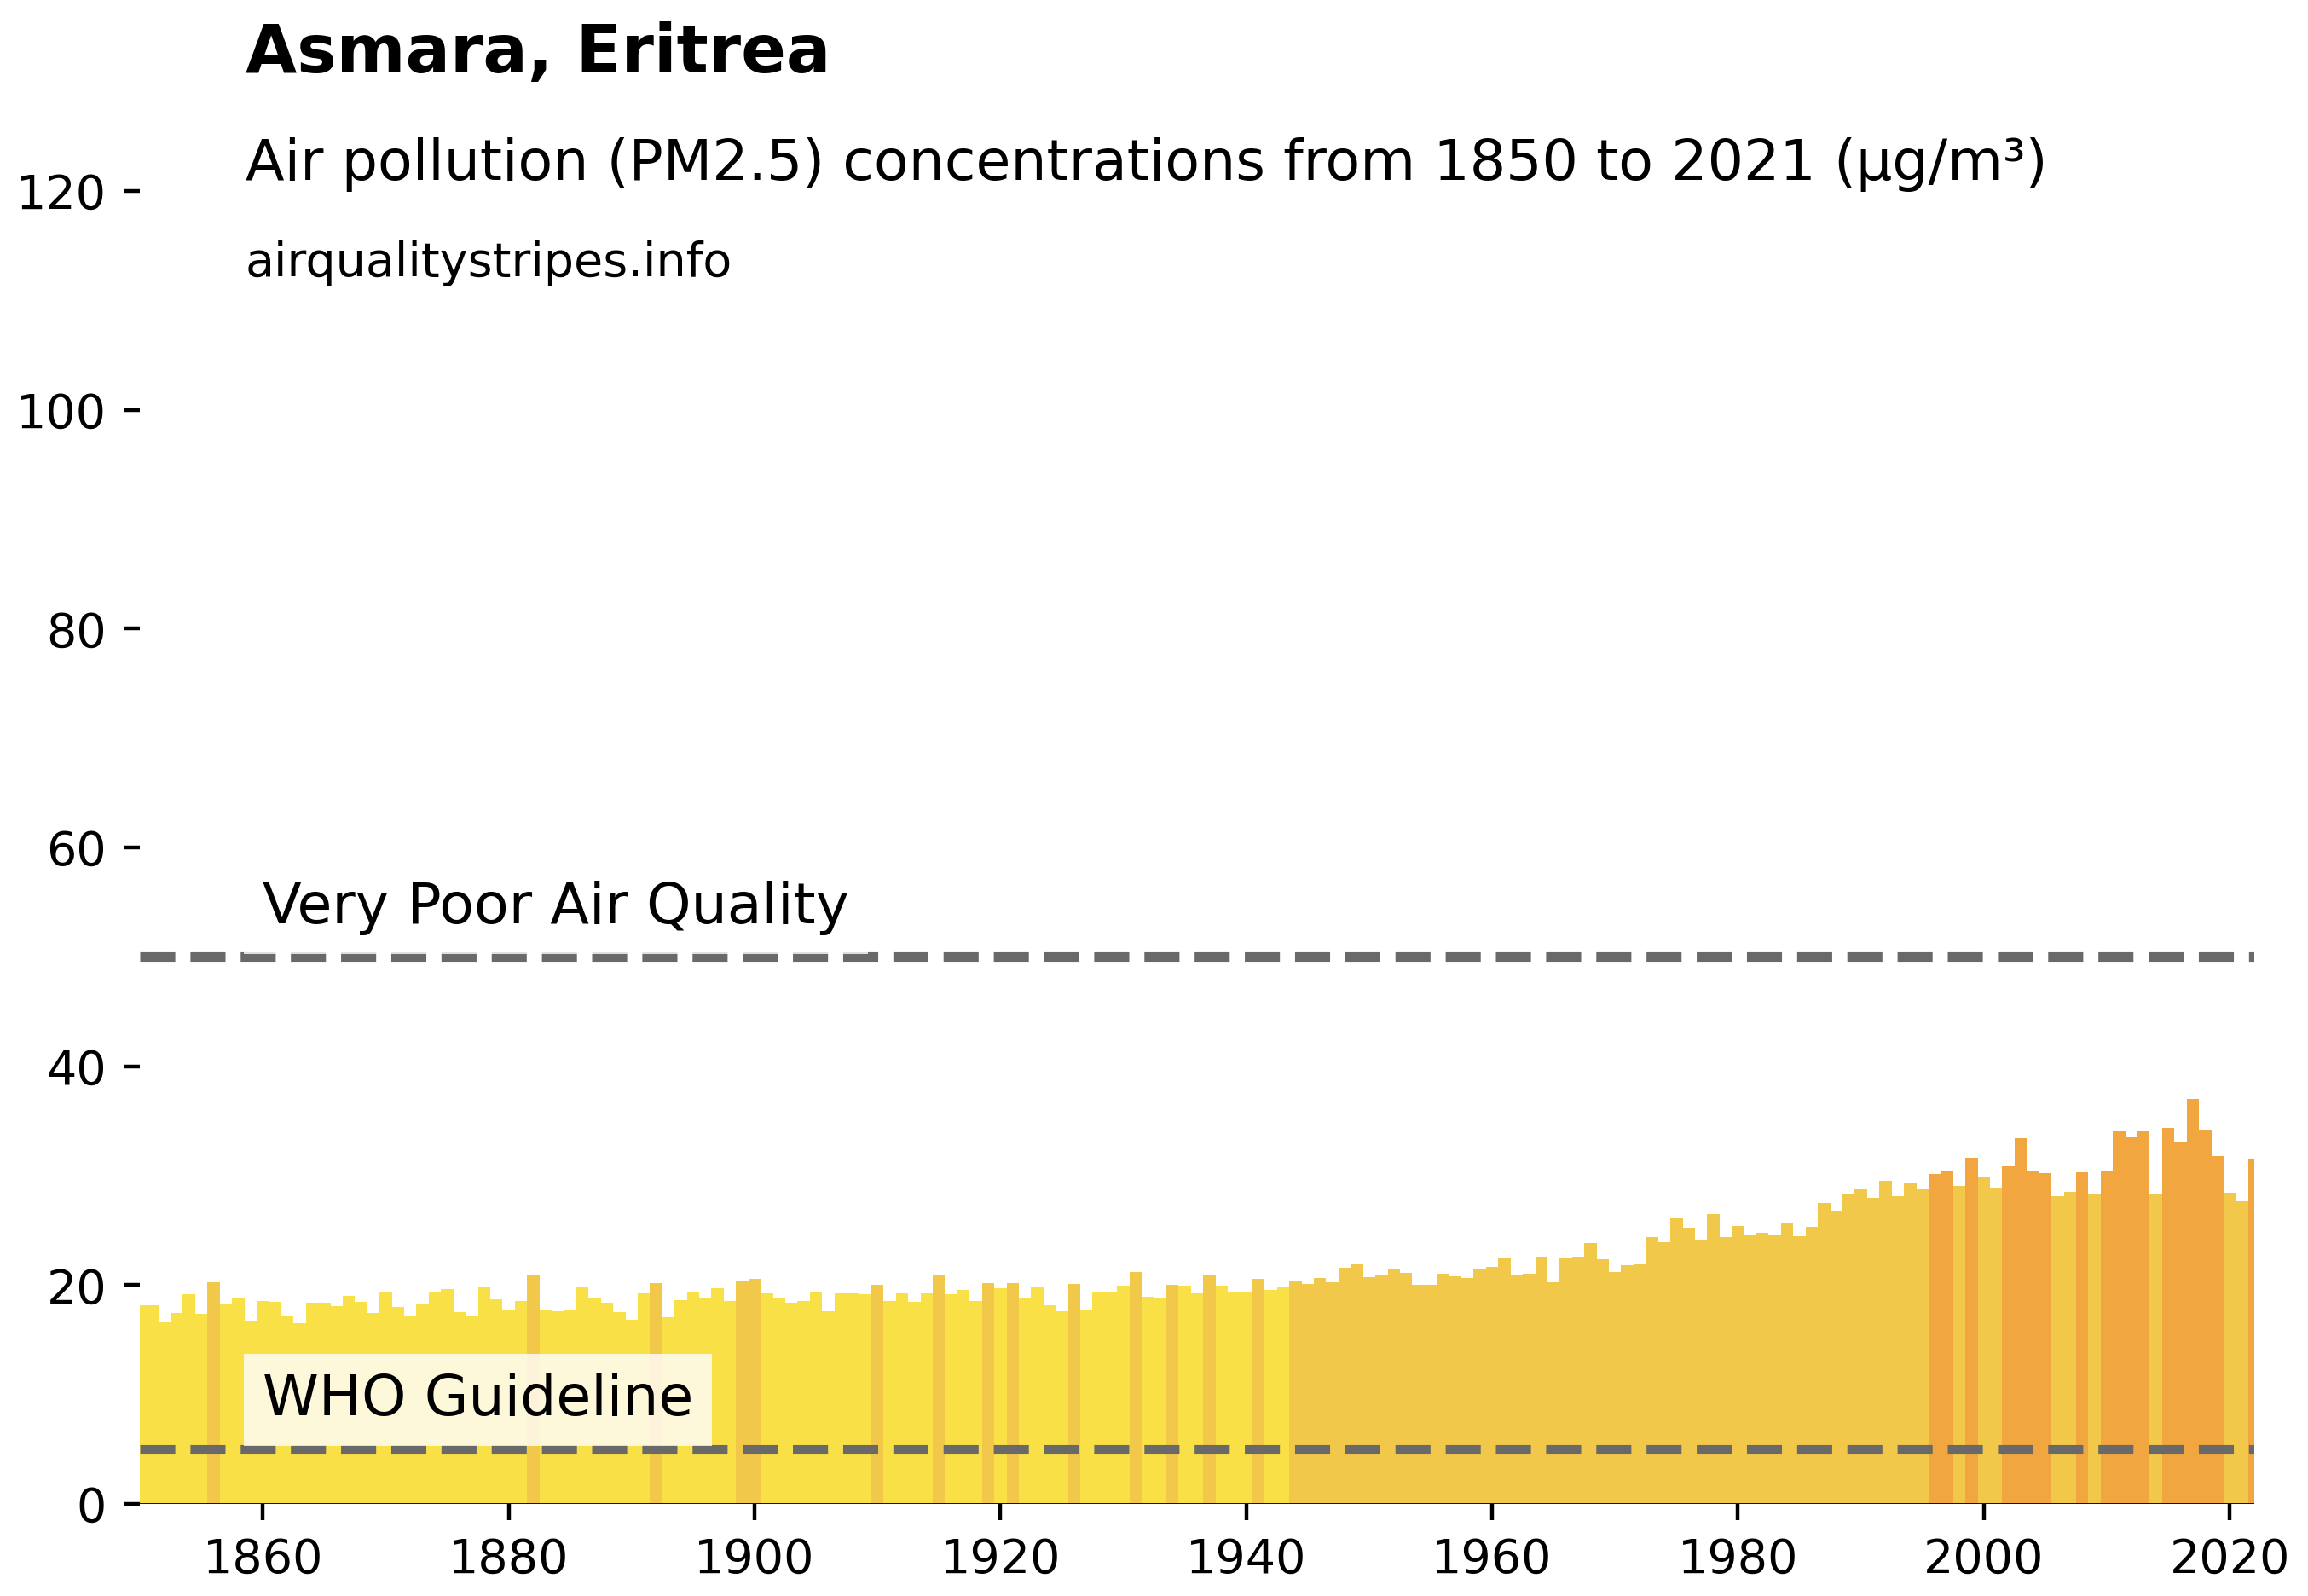 Asmara, Eritrea
Air pollution (PM2.5) concentrations from 1850 to 2021 (µg/m³)
airqualitystripes.info
120
100
80
60
Very Poor Air Quality
40
20
WHO Guideline
0
1860 1880 1900 1920 1940 1960 1980 2000 2020